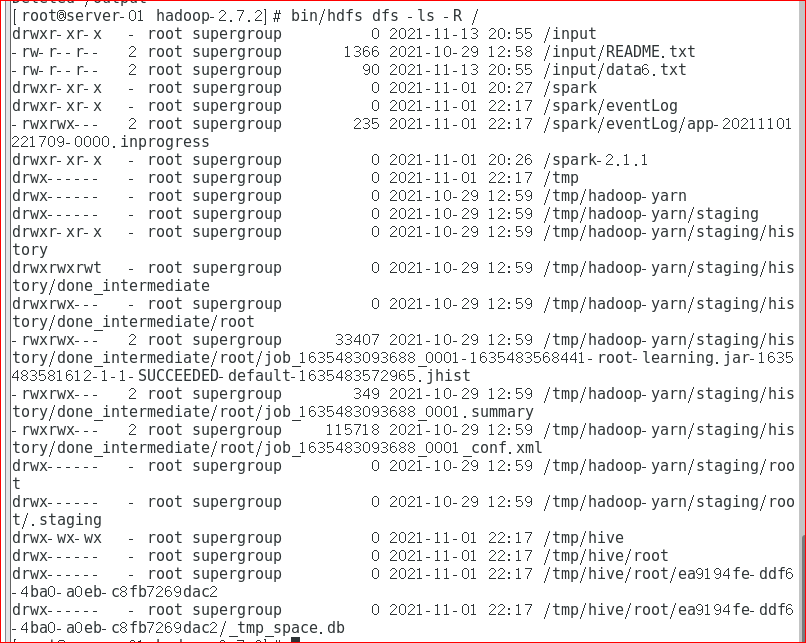 Deleted /output
[root@server-01 hadoop-2.7.2]# bin/hdfs dfs -ls -R /
drwxr-xr-x   - root supergroup          0 2021-11-13 20:55 /input
-rw-r--r--   2 root supergroup       1366 2021-10-29 12:58 /input/README.txt
-rw-r--r--   2 root supergroup         90 2021-11-13 20:55 /input/data6.txt
drwxr-xr-x   - root supergroup          0 2021-11-01 20:27 /spark
drwxr-xr-x   - root supergroup          0 2021-11-01 22:17 /spark/eventLog
-rwxrwx---   2 root supergroup        235 2021-11-01 22:17 /spark/eventLog/app-20211101
221709-0000.inprogress
drwxr-xr-x   - root supergroup          0 2021-11-01 20:26 /spark-2.1.1
drwx------   - root supergroup          0 2021-11-01 22:17 /tmp
drwx------   - root supergroup          0 2021-10-29 12:59 /tmp/hadoop-yarn
drwx------   - root supergroup          0 2021-10-29 12:59 /tmp/hadoop-yarn/staging
drwxr-xr-x   - root supergroup          0 2021-10-29 12:59 /tmp/hadoop-yarn/staging/his
tory
drwxrwxrwt   - root supergroup          0 2021-10-29 12:59 /tmp/hadoop-yarn/staging/his
tory/done_intermediate
drwxrwx---   - root supergroup          0 2021-10-29 12:59 /tmp/hadoop-yarn/staging/his
tory/done_intermediate/root
-rwxrwx---   2 root supergroup      33407 2021-10-29 12:59 /tmp/hadoop-yarn/staging/his
tory/done_intermediate/root/job_1635483093688_0001-1635483568441-root-learning.jar-1635
483581612-1-1-SUCCEEDED-default-1635483572965.jhist
-rwxrwx---   2 root supergroup        349 2021-10-29 12:59 /tmp/hadoop-yarn/staging/his
tory/done_intermediate/root/job_1635483093688_0001.summary
-rwxrwx---   2 root supergroup     115718 2021-10-29 12:59 /tmp/hadoop-yarn/staging/his
tory/done_intermediate/root/job_1635483093688_0001_conf.xml
drwx------   - root supergroup          0 2021-10-29 12:59 /tmp/hadoop-yarn/staging/roo
t
drwx------   - root supergroup          0 2021-10-29 12:59 /tmp/hadoop-yarn/staging/roo
t/.staging
drwx-wx-wx   - root supergroup          0 2021-11-01 22:17 /tmp/hive
drwx------   - root supergroup          0 2021-11-01 22:17 /tmp/hive/root
drwx------   - root supergroup          0 2021-11-01 22:17 /tmp/hive/root/ea9194fe-ddf6
-4ba0-a0eb-c8fb7269dac2
drwx------   - root supergroup          0 2021-11-01 22:17 /tmp/hive/root/ea9194fe-ddf6
-4ba0-a0eb-c8fb7269dac2/_tmp_space.db